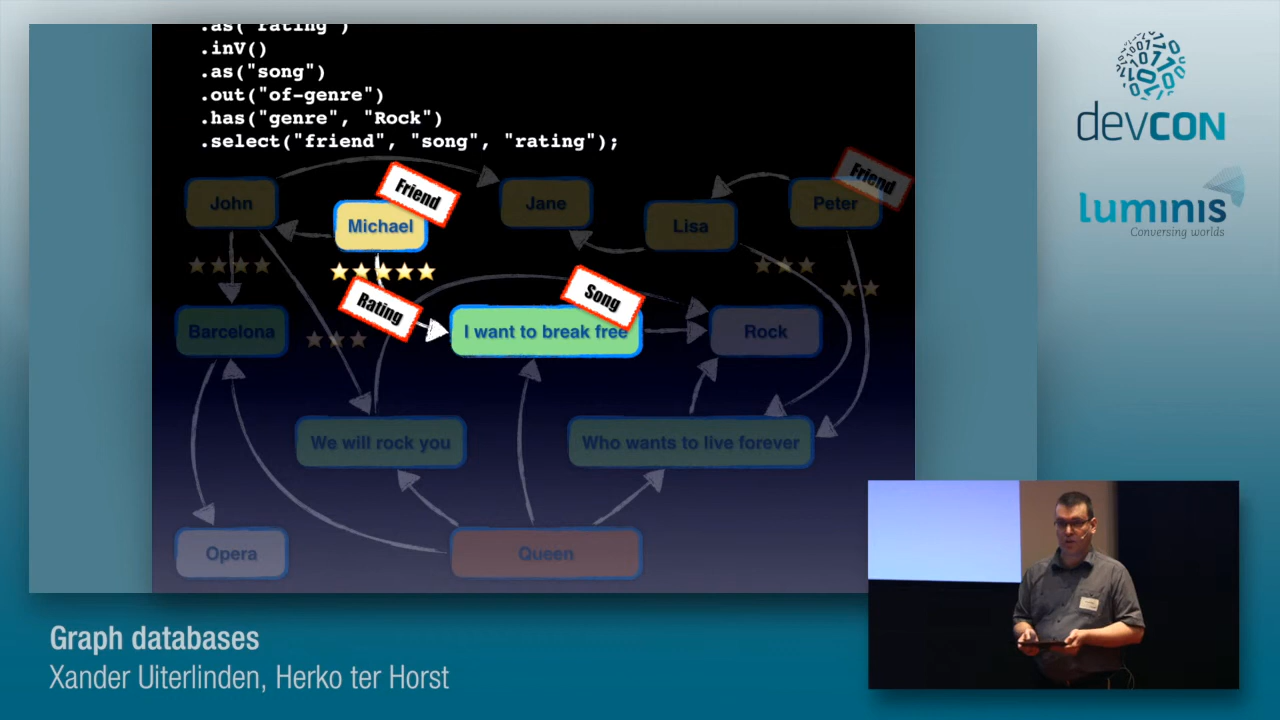 .as("rating")
.inV()
.as("song")
.out("of-genre")
.has("genre", "Rock")
.select("friend", "song", "rating");
John
Friend
Michael
Jane
Lisa
Friend
Peter
Rating
Song
Barcelona
I want to break free
Rock
We will rock you
Who wants to live forever
Opera
Queen
devcon
luminis
Conversing worlds
Graph databases
Xander Uiterlinden, Herko ter Horst